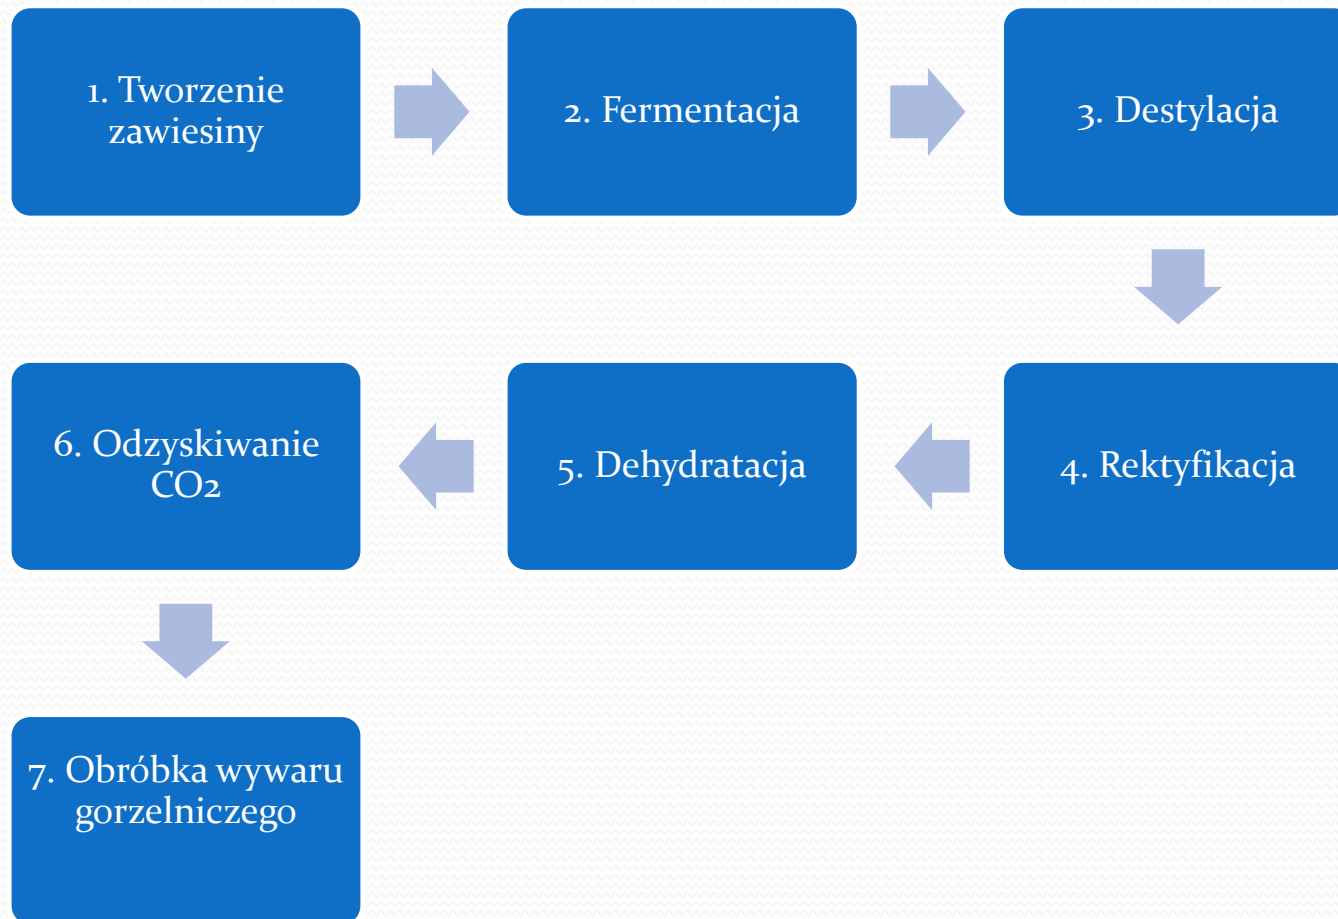 1. Tworzenie
zawiesiny
2. Fermentacja
3. Destylacja
4. Rektyfikacja
5. Dehydratacja
6. Odzyskiwanie
CO2
7. Obróbka wywaru
gorzelniczego